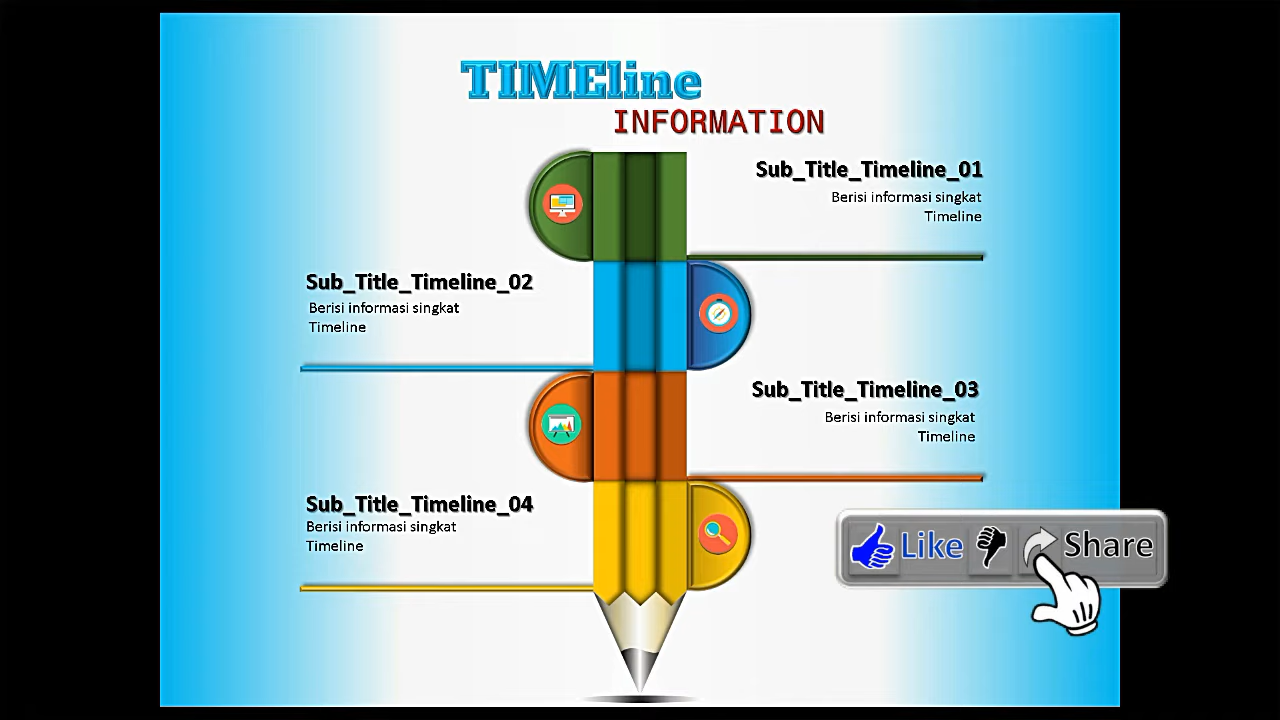 TIMEline
INFORMATION
Sub_Title_Timeline_01
Berisi informasi singkat
Timeline
Sub_Title_Timeline_02
Berisi informasi singkat
Timeline
Sub_Title_Timeline_03
Berisi informasi singkat
Timeline
Sub_Title_Timeline_04
Berisi informasi singkat
Timeline
Like Share